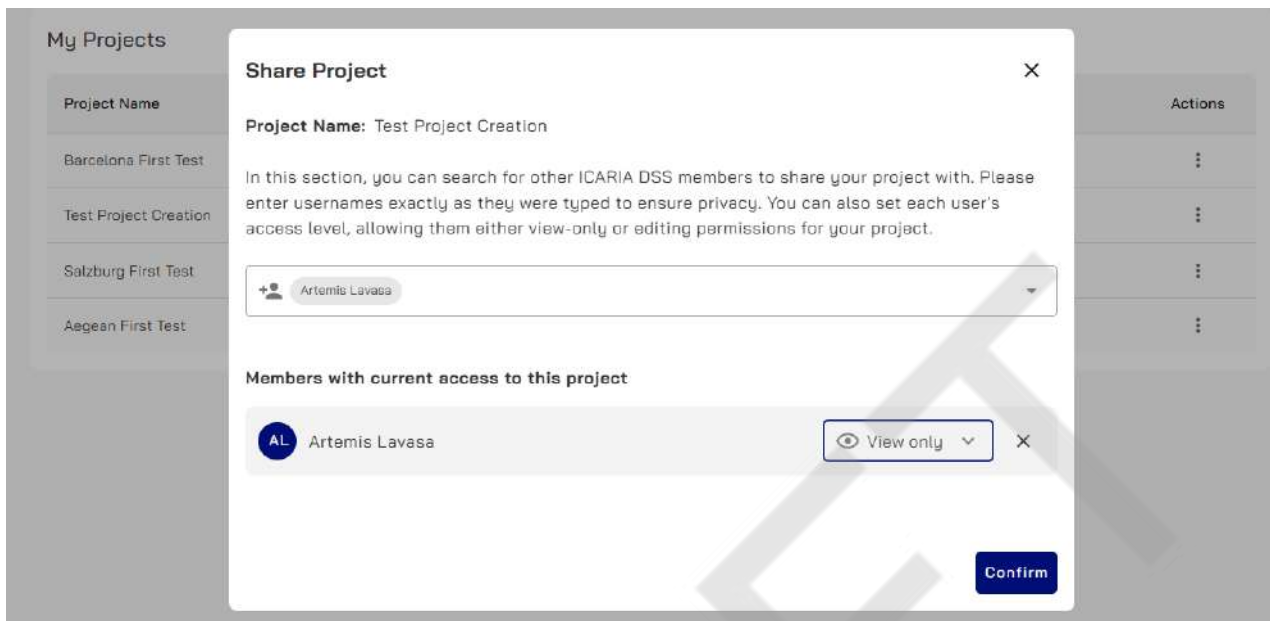 My Projects
Project Name
Actions
Barcelona First Test
Test Project Creation
Salzburg First Test
Aegean First Test
Share Project
Project Name: Test Project Creation
In this section, you can search for other ICARIA DSS members to share your project with. Please
enter usernames exactly as they were typed to ensure privacy. You can also set each user's
access level, allowing them either view-only or editing permissions for your project.
Artemis Lavasa
Members with current access to this project
AL Artemis Lavasa
View only
Confirm